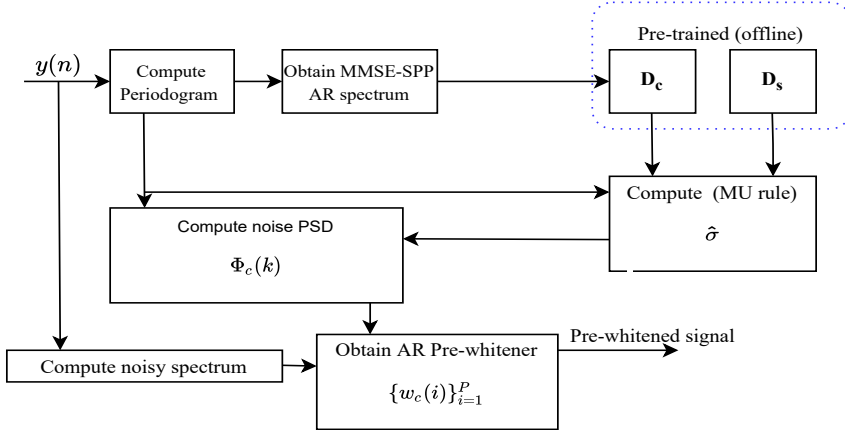 Pre-trained (offline)
y(n)
Compute
Periodogram
Obtain MMSE-SPP
AR spectrum
D_c
D_s
Compute (MU rule)
σ̂
Compute noise PSD
Φ_c(k)
Pre-whitened signal
Obtain AR Pre-whitener
{w_c(i)}_{i=1}^P
Compute noisy spectrum